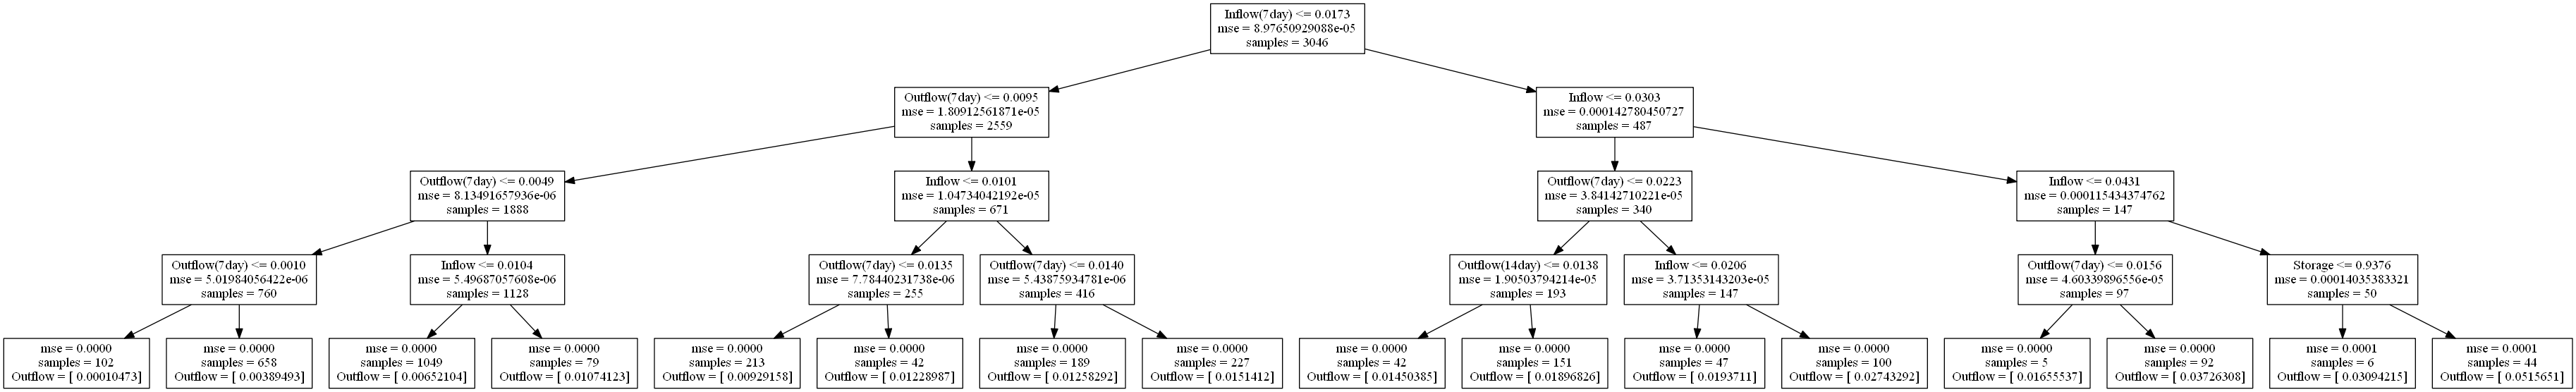 Inflow(7day) <= 0.0173
mse = 8.97650929088e-05
samples = 3046
Outflow(7day) <= 0.0095
mse = 1.80912561871e-05
samples = 2559
Inflow <= 0.0303
mse = 0.000142780450727
samples = 487
Outflow(7day) <= 0.0049
mse = 8.13491657936e-06
samples = 1888
Inflow <= 0.0101
mse = 1.04734042192e-05
samples = 671
Outflow(7day) <= 0.0223
mse = 3.84142710221e-05
samples = 340
Inflow <= 0.0431
mse = 0.000115434374762
samples = 147
Outflow(7day) <= 0.0010
mse = 5.01984056422e-06
samples = 760
Inflow <= 0.0104
mse = 5.49687057608e-06
samples = 1128
Outflow(7day) <= 0.0135
mse = 7.78440231738e-06
samples = 255
Outflow(7day) <= 0.0140
mse = 5.43875934781e-06
samples = 416
Outflow(14day) <= 0.0138
mse = 1.90503794214e-05
samples = 193
Inflow <= 0.0206
mse = 3.71353143203e-05
samples = 147
Outflow(7day) <= 0.0156
mse = 4.60339896556e-05
samples = 97
Storage <= 0.9376
mse = 0.00014035383321
samples = 50
mse = 0.0000
samples = 102
Outflow = [ 0.00010473]
mse = 0.0000
samples = 658
Outflow = [ 0.00389493]
mse = 0.0000
samples = 1049
Outflow = [ 0.00652104]
mse = 0.0000
samples = 79
Outflow = [ 0.01074123]
mse = 0.0000
samples = 213
Outflow = [ 0.00929158]
mse = 0.0000
samples = 42
Outflow = [ 0.01228987]
mse = 0.0000
samples = 189
Outflow = [ 0.01258292]
mse = 0.0000
samples = 227
Outflow = [ 0.0151412]
mse = 0.0000
samples = 42
Outflow = [ 0.01450385]
mse = 0.0000
samples = 151
Outflow = [ 0.01896826]
mse = 0.0000
samples = 47
Outflow = [ 0.0193711]
mse = 0.0000
samples = 100
Outflow = [ 0.02743292]
mse = 0.0000
samples = 5
Outflow = [ 0.01655537]
mse = 0.0000
samples = 92
Outflow = [ 0.03726308]
mse = 0.0001
samples = 6
Outflow = [ 0.03094215]
mse = 0.0001
samples = 44
Outflow = [ 0.0515651]